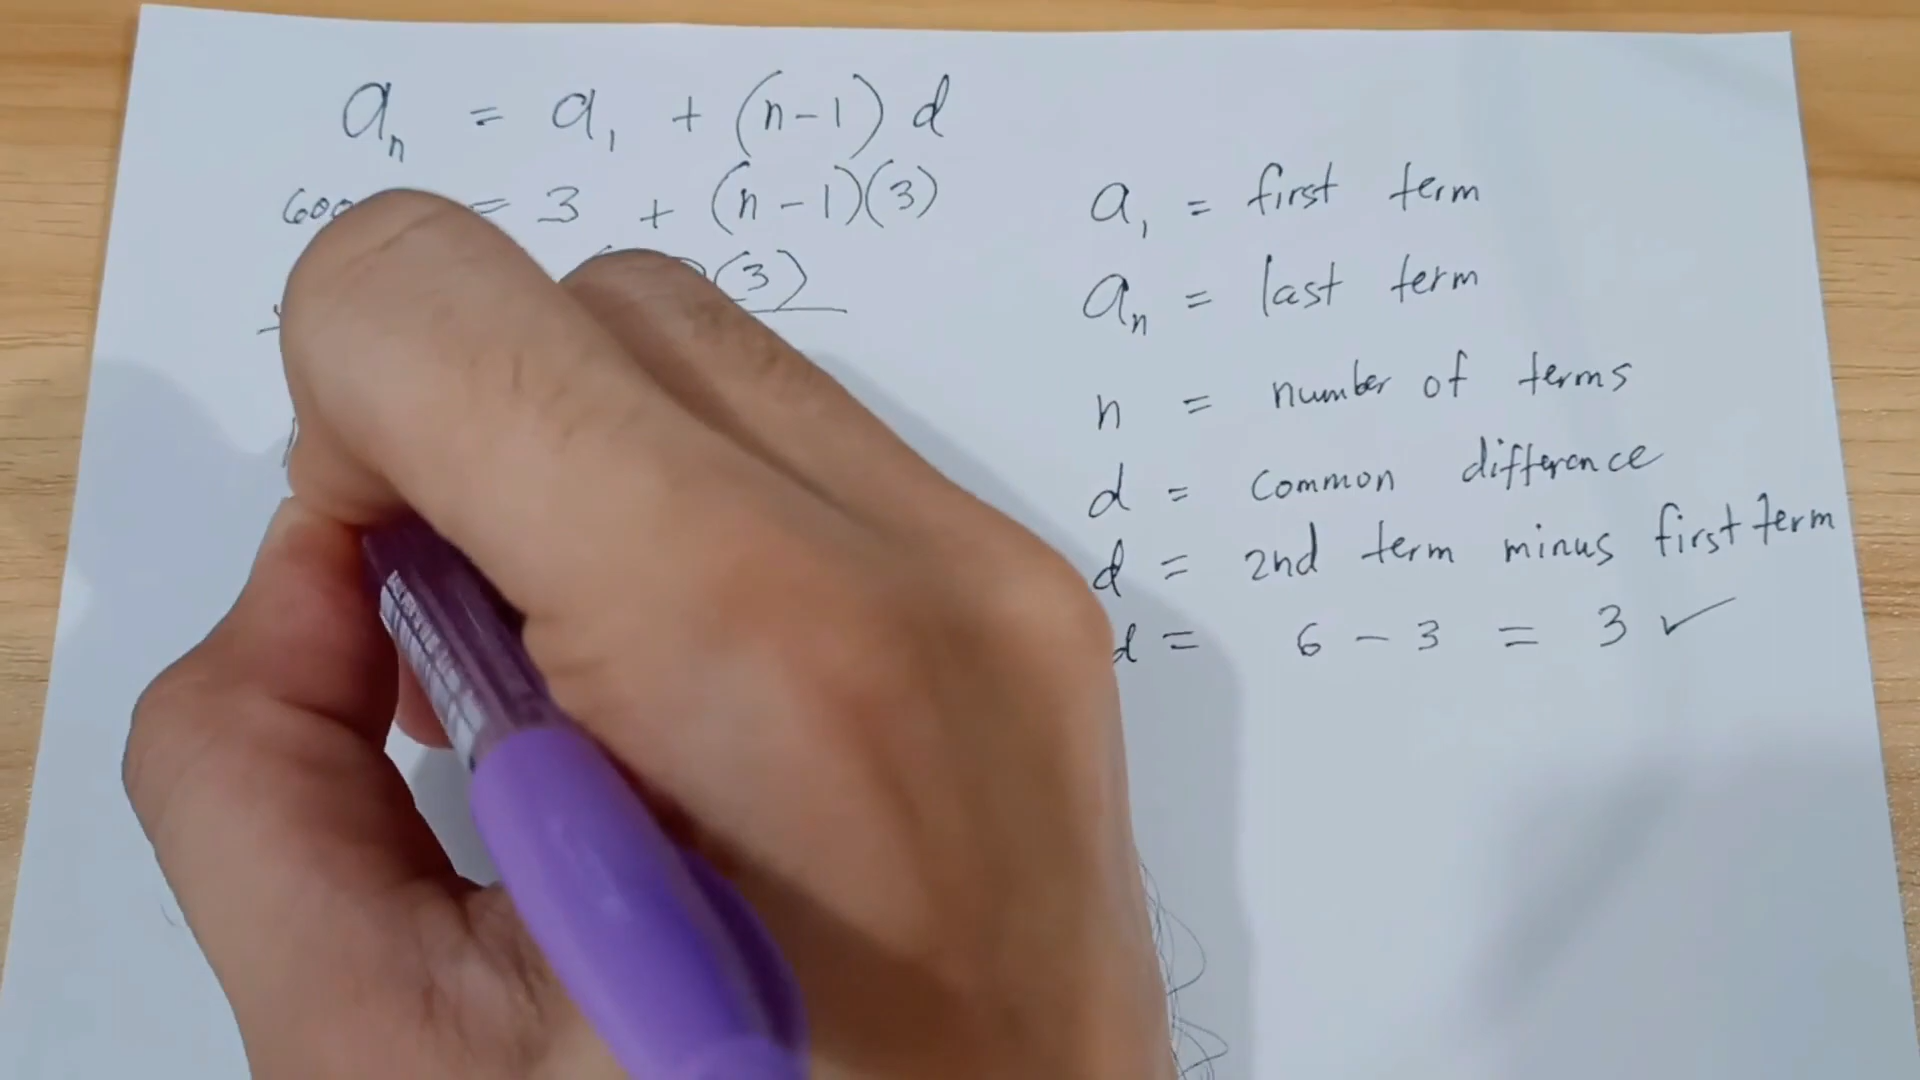 aₙ = a₁ + (n-1) d
= 3 + (n-1)(3)
(3)
a₁ = first term
aₙ = last term
n = number of terms
d = common difference
d = 2nd term minus first term
d = 6 - 3 = 3 ✓